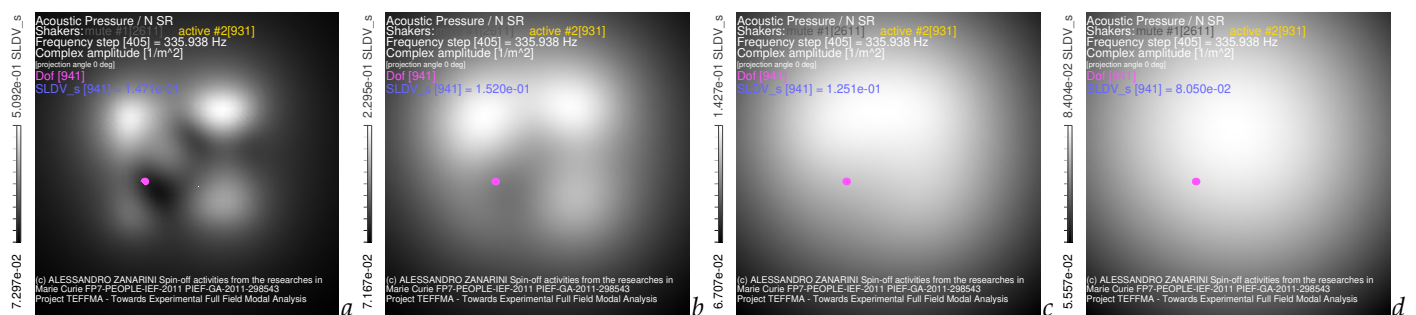 7.297e-02 5.092e-01 SLDV_s
Acoustic Pressure / N SR
Shakers: mute #1[2611] active #2[931]
Frequency step [405] = 335.938 Hz
Complex amplitude [1/m^2]
[projection angle 0 deg]
Dof [941]
SLDV_s [941] = 1.471e-01
(c) ALESSANDRO ZANARINI Spin-off activities from the researches in
Marie Curie FP7-PEOPLE-IEF-2011 PIEF-GA-2011-298543
Project TEFFMA - Towards Experimental Full Field Modal Analysis
a
7.167e-02 2.295e-01 SLDV_s
Acoustic Pressure / N SR
Shakers: mute #1[2611] active #2[931]
Frequency step [405] = 335.938 Hz
Complex amplitude [1/m^2]
[projection angle 0 deg]
Dof [941]
SLDV_s [941] = 1.520e-01
(c) ALESSANDRO ZANARINI Spin-off activities from the researches in
Marie Curie FP7-PEOPLE-IEF-2011 PIEF-GA-2011-298543
Project TEFFMA - Towards Experimental Full Field Modal Analysis
b
6.707e-02 1.427e-01 SLDV_s
Acoustic Pressure / N SR
Shakers: mute #1[2611] active #2[931]
Frequency step [405] = 335.938 Hz
Complex amplitude [1/m^2]
[projection angle 0 deg]
Dof [941]
SLDV_s [941] = 1.251e-01
(c) ALESSANDRO ZANARINI Spin-off activities from the researches in
Marie Curie FP7-PEOPLE-IEF-2011 PIEF-GA-2011-298543
Project TEFFMA - Towards Experimental Full Field Modal Analysis
c
5.557e-02 8.404e-02 SLDV_s
Acoustic Pressure / N SR
Shakers: mute #1[2611] active #2[931]
Frequency step [405] = 335.938 Hz
Complex amplitude [1/m^2]
[projection angle 0 deg]
Dof [941]
SLDV_s [941] = 8.050e-02
(c) ALESSANDRO ZANARINI Spin-off activities from the researches in
Marie Curie FP7-PEOPLE-IEF-2011 PIEF-GA-2011-298543
Project TEFFMA - Towards Experimental Full Field Modal Analysis
d